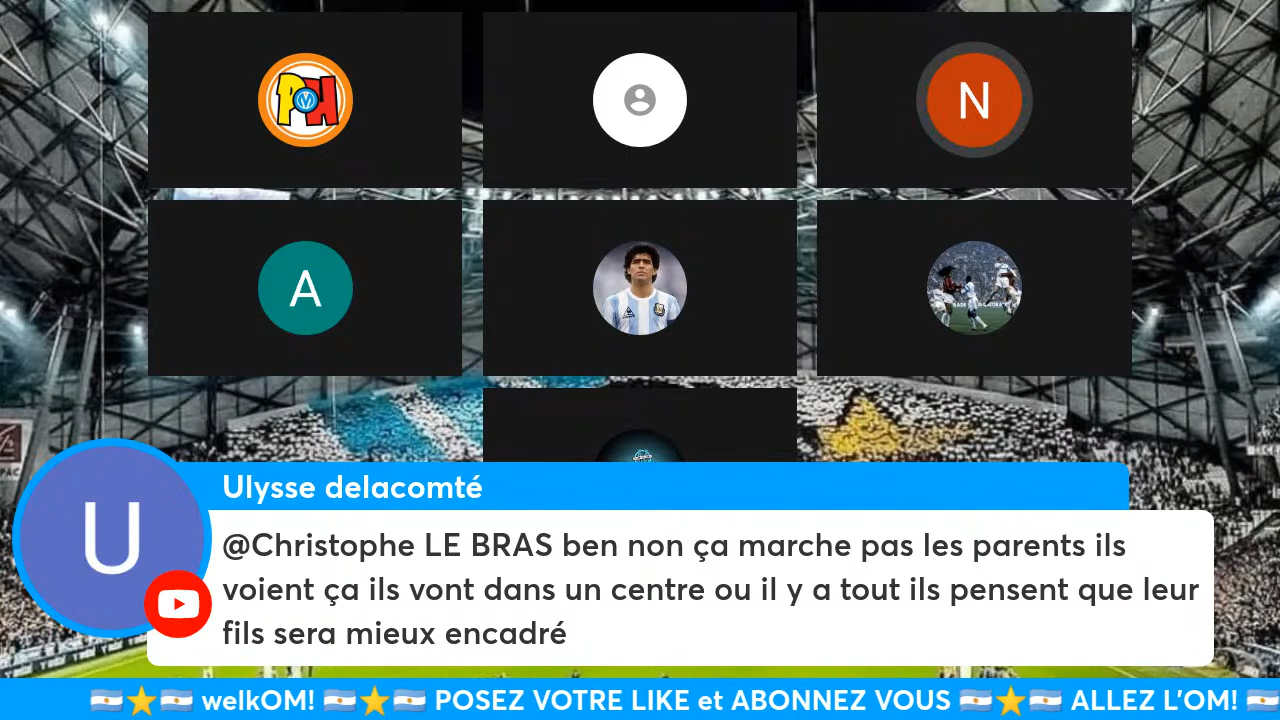 PH
N
A
U
Ulysse delacomté
@Christophe LE BRAS ben non ça marche pas les parents ils
voient ça ils vont dans un centre ou il y a tout ils pensent que leur
fils sera mieux encadré
🇦🇷⭐🇦🇷 welkOM! 🇦🇷⭐🇦🇷 POSEZ VOTRE LIKE et ABONNEZ VOUS 🇦🇷⭐🇦🇷 ALLEZ L'OM! 🇦🇷